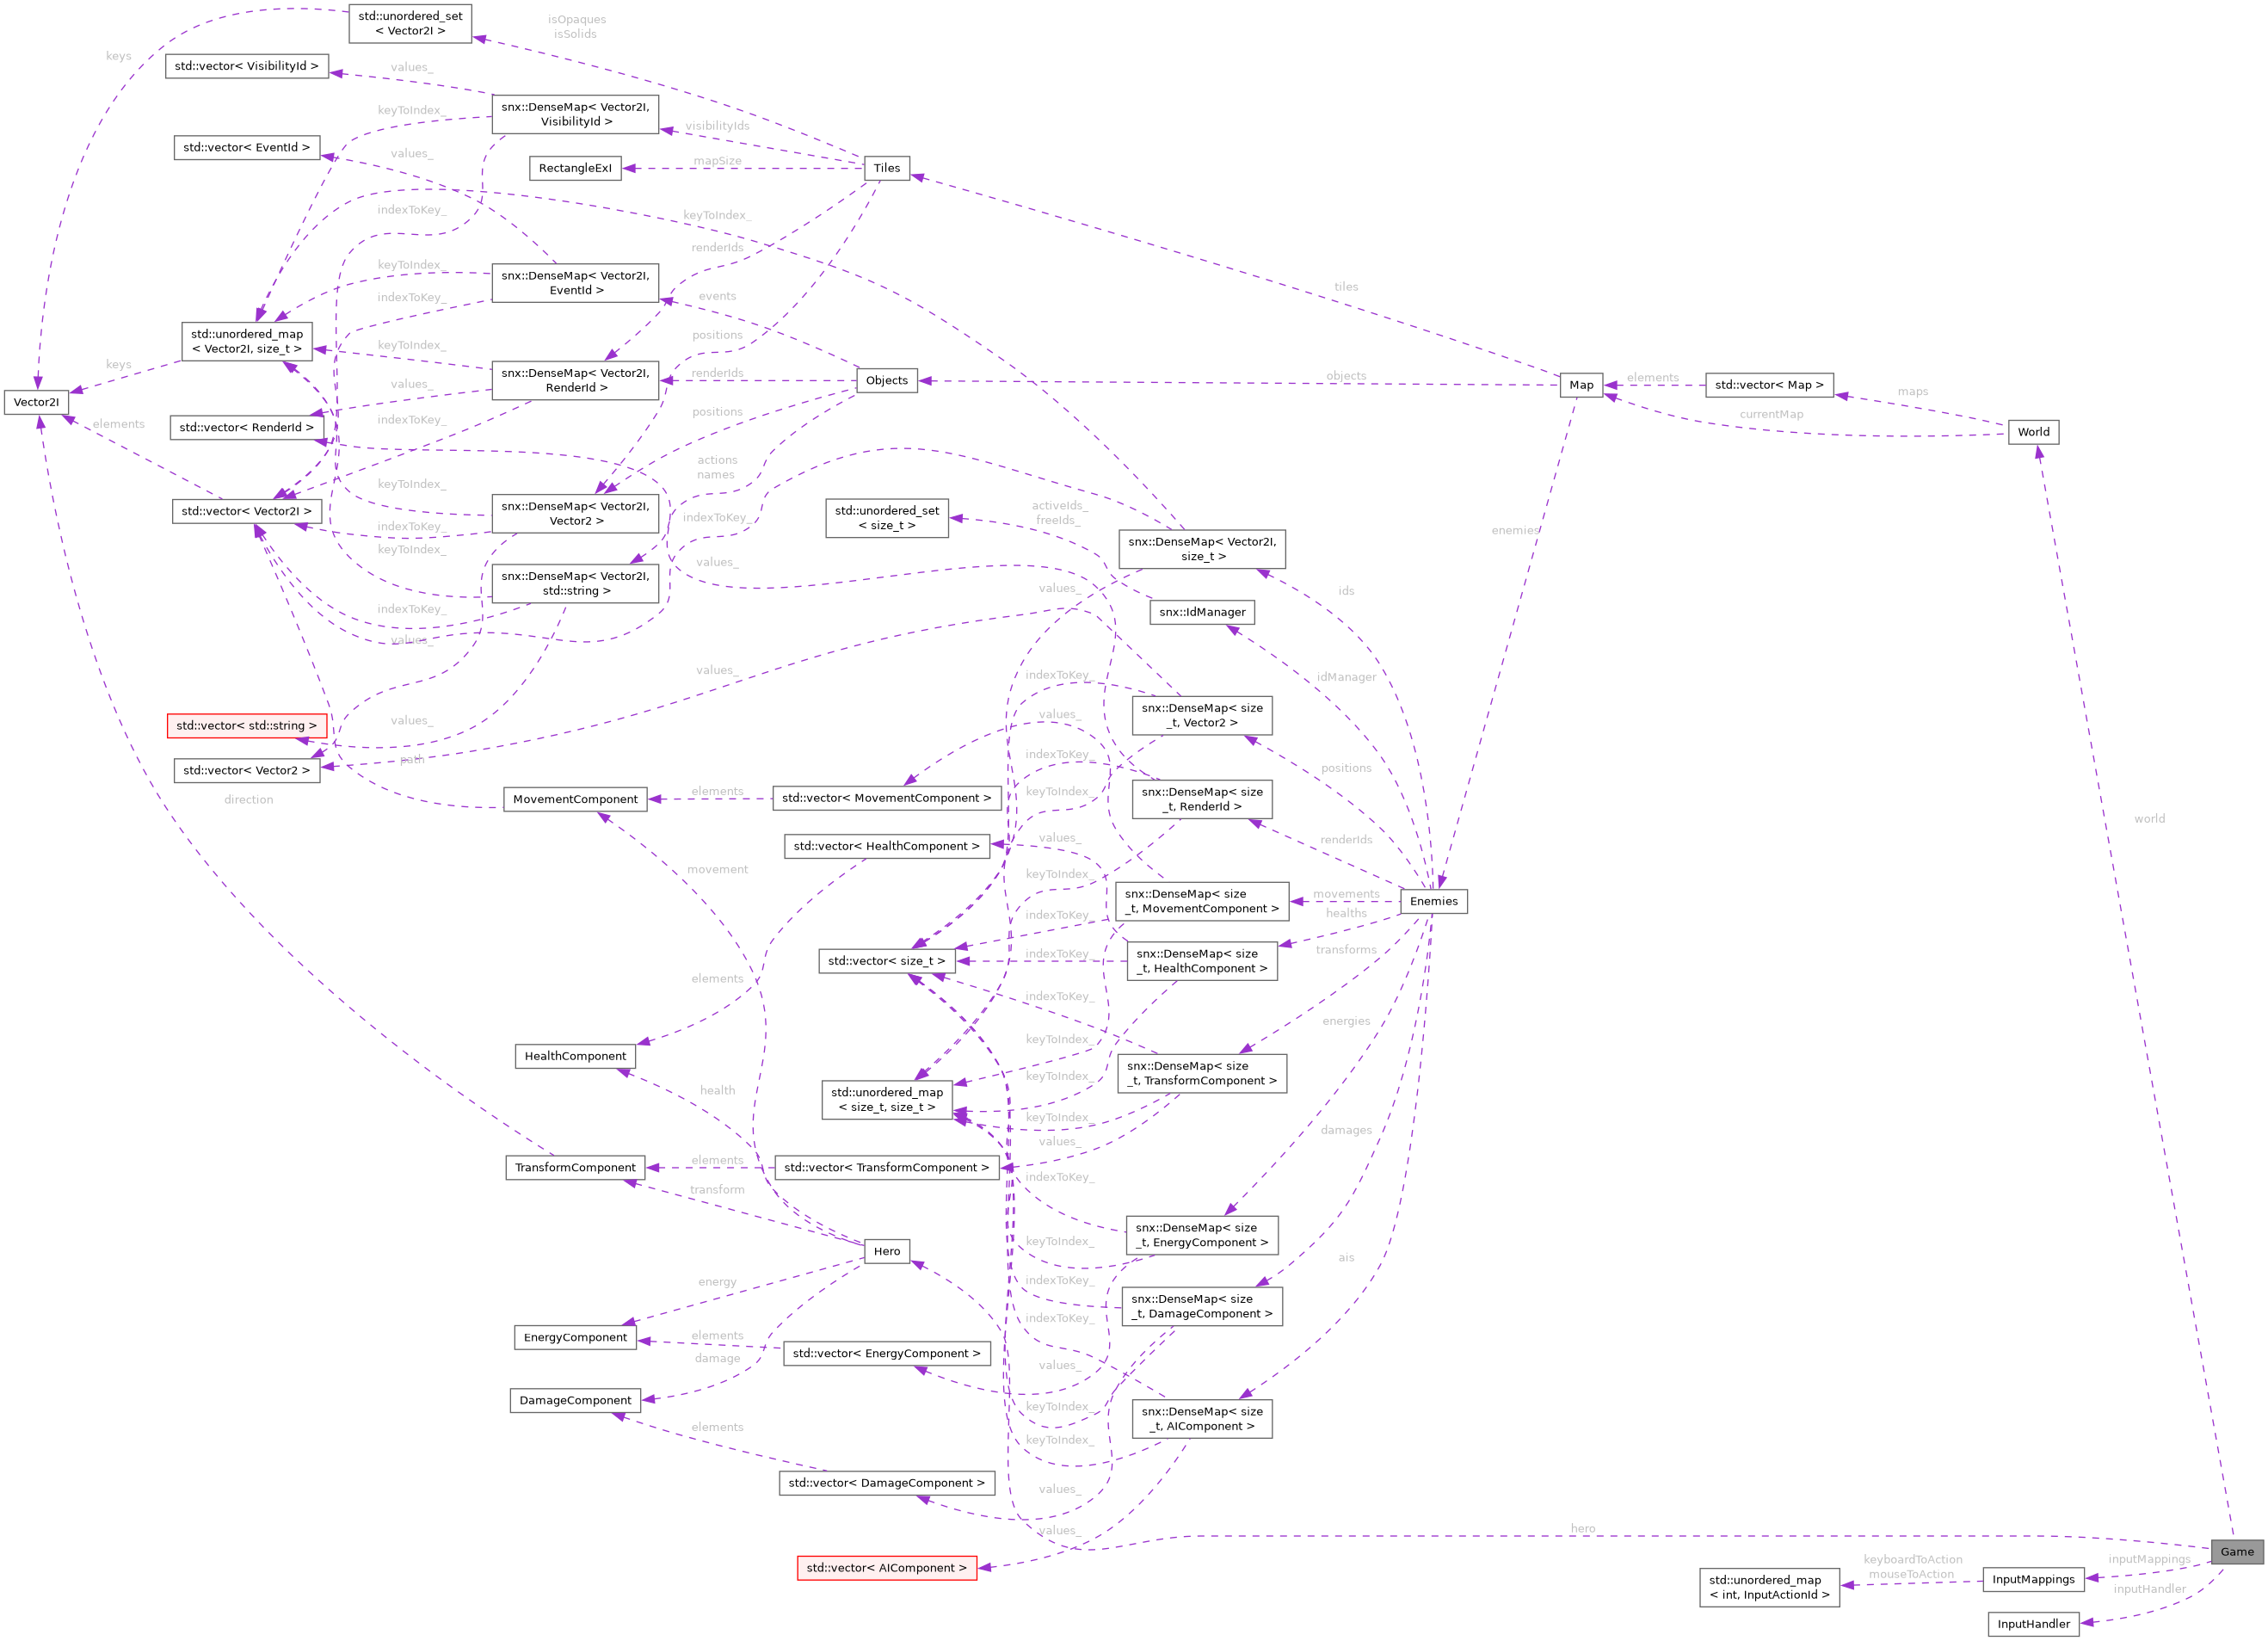 std::unordered_set
< Vector2I >
isOpaques
isSolids
keys
std::vector< VisibilityId >
values_
snx::DenseMap< Vector2I,
VisibilityId >
keyToIndex_
visibilityIds
std::vector< EventId >
values_
RectangleExI
mapSize
Tiles
indexToKey_
keyToIndex_
renderIds
keyToIndex_
snx::DenseMap< Vector2I,
EventId >
tiles
indexToKey_
events
std::unordered_map
< Vector2I, size_t >
positions
keyToIndex_
keys
snx::DenseMap< Vector2I,
RenderId >
renderIds
Objects
objects
Map
elements
std::vector< Map >
maps
values_
Vector2I
positions
currentMap
elements
std::vector< RenderId >
indexToKey_
World
actions
names
keyToIndex_
std::vector< Vector2I >
snx::DenseMap< Vector2I,
Vector2 >
indexToKey_
std::unordered_set
< size_t >
activeIds_
freeIds_
indexToKey_
enemies
snx::DenseMap< Vector2I,
size_t >
keyToIndex_
values_
snx::DenseMap< Vector2I,
std::string >
values_
ids
indexToKey_
snx::IdManager
values_
values_
indexToKey_
idManager
std::vector< std::string >
values_
values_
snx::DenseMap< size
_t, Vector2 >
path
indexToKey_
std::vector< Vector2 >
positions
direction
MovementComponent
elements
std::vector< MovementComponent >
keyToIndex_
snx::DenseMap< size
_t, RenderId >
world
std::vector< HealthComponent >
values_
renderIds
movement
keyToIndex_
snx::DenseMap< size
_t, MovementComponent >
movements
Enemies
indexToKey_
healths
std::vector< size_t >
indexToKey_
snx::DenseMap< size
_t, HealthComponent >
transforms
elements
indexToKey_
energies
keyToIndex_
HealthComponent
snx::DenseMap< size
_t, TransformComponent >
health
std::unordered_map
< size_t, size_t >
keyToIndex_
keyToIndex_
damages
values_
TransformComponent
elements
std::vector< TransformComponent >
indexToKey_
transform
snx::DenseMap< size
_t, EnergyComponent >
keyToIndex_
Hero
ais
energy
indexToKey_
snx::DenseMap< size
_t, DamageComponent >
indexToKey_
EnergyComponent
elements
std::vector< EnergyComponent >
damage
values_
DamageComponent
keyToIndex_
snx::DenseMap< size
_t, AIComponent >
elements
keyToIndex_
std::vector< DamageComponent >
values_
values_
hero
Game
std::vector< AIComponent >
keyboardToAction
mouseToAction
inputMappings
std::unordered_map
< int, InputActionId >
InputMappings
inputHandler
InputHandler